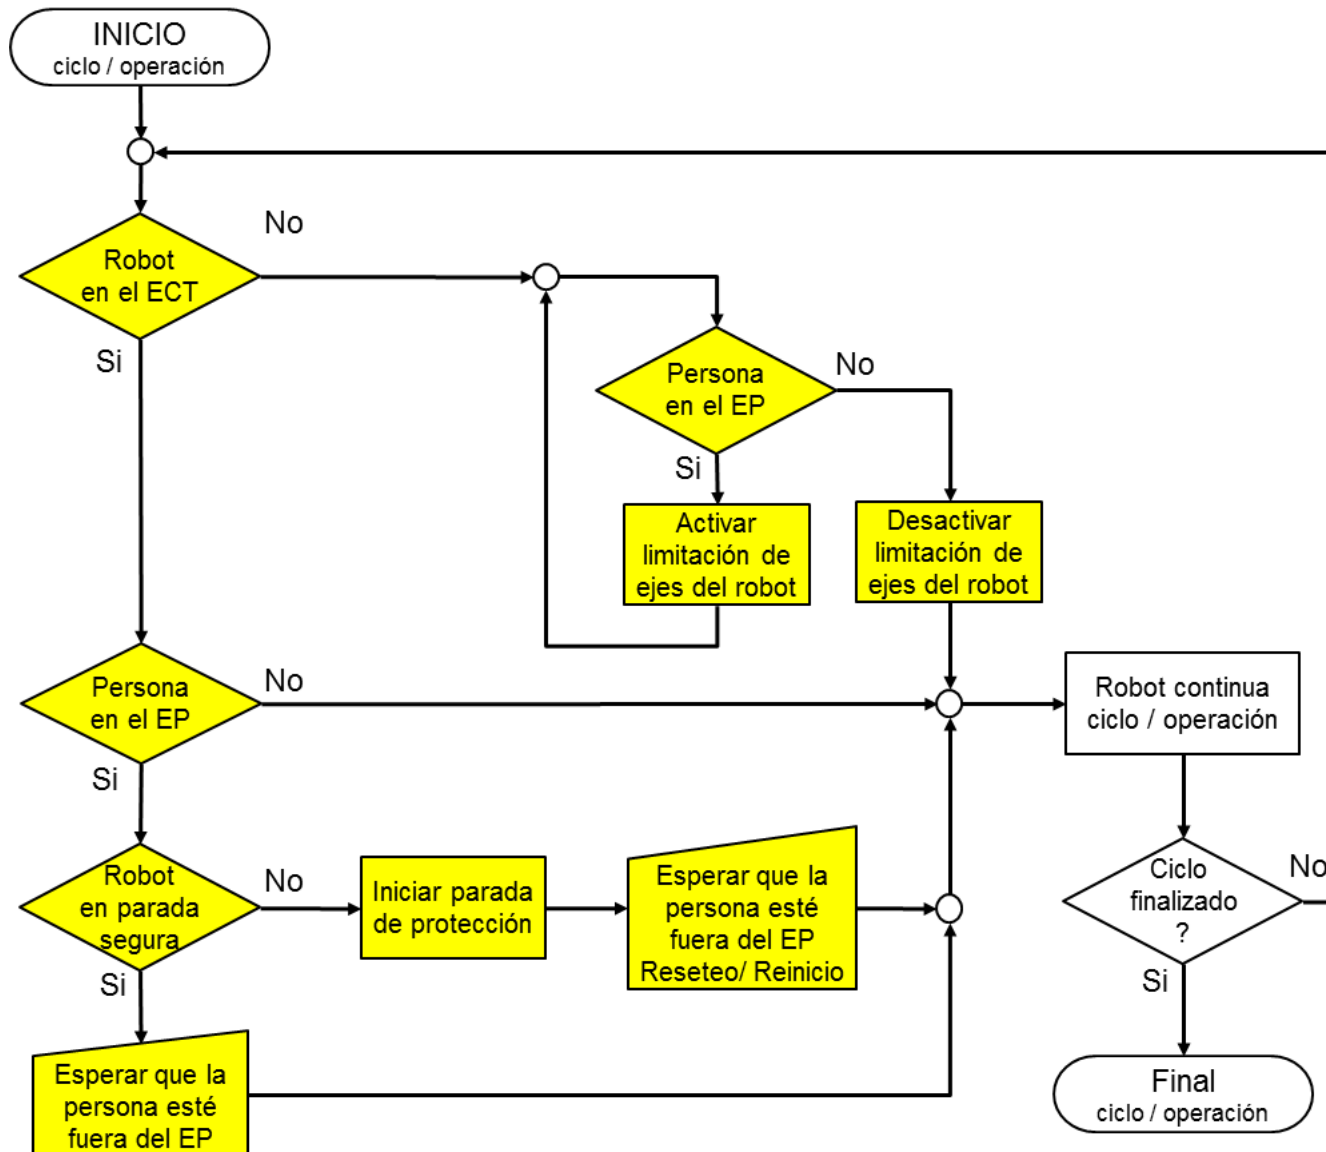 INICIO
ciclo / operación
No
Robot
en el ECT
Si
No
Persona
en el EP
Si
Activar
limitación de
ejes del robot
Desactivar
limitación de
ejes del robot
Persona
en el EP
No
Si
Robot continua
ciclo / operación
Robot
en parada
segura
No
Iniciar parada
de protección
Esperar que la
persona esté
fuera del EP
Reseteo/ Reinicio
Si
Ciclo
finalizado
?
No
Si
Esperar que la
persona esté
fuera del EP
Final
ciclo / operación